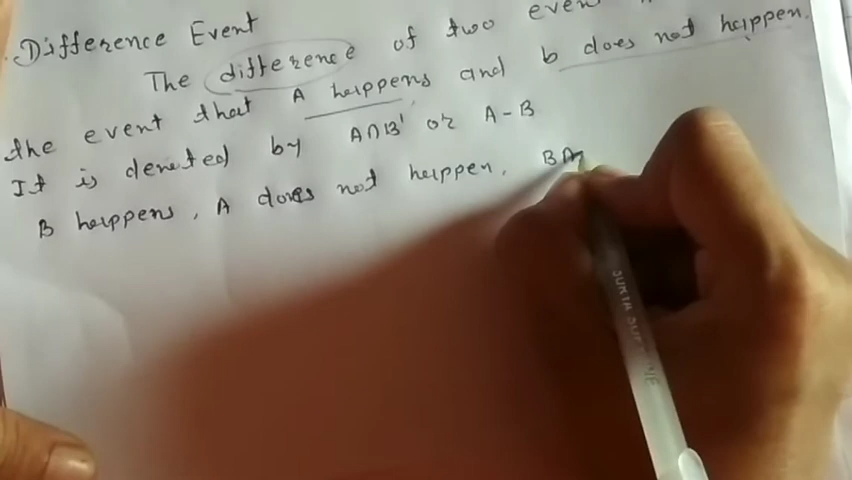 Difference Event
The difference of two even
the event that A happens and b does not happen.
It is denoted by A∩B' or A-B
B happens, A does not happen. B∩